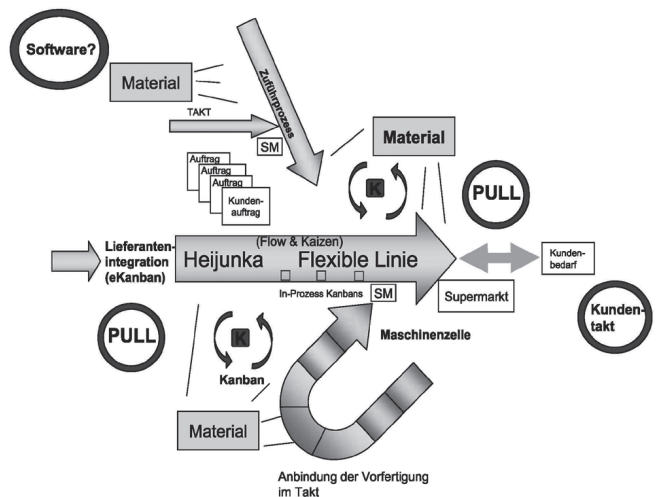 Software?
Material
Zuführprozess
TAKT
SM
Material
K
PULL
Auftrag
Auftrag
Auftrag
Kunden-
auftrag
Lieferanten-
integration
(eKanban)
(Flow & Kaizen)
Heijunka Flexible Linie
Kunden-
bedarf
In-Prozess Kanbans
SM
Supermarkt
Kunden-
takt
PULL
K
Kanban
Maschinenzelle
Material
Anbindung der Vorfertigung
im Takt